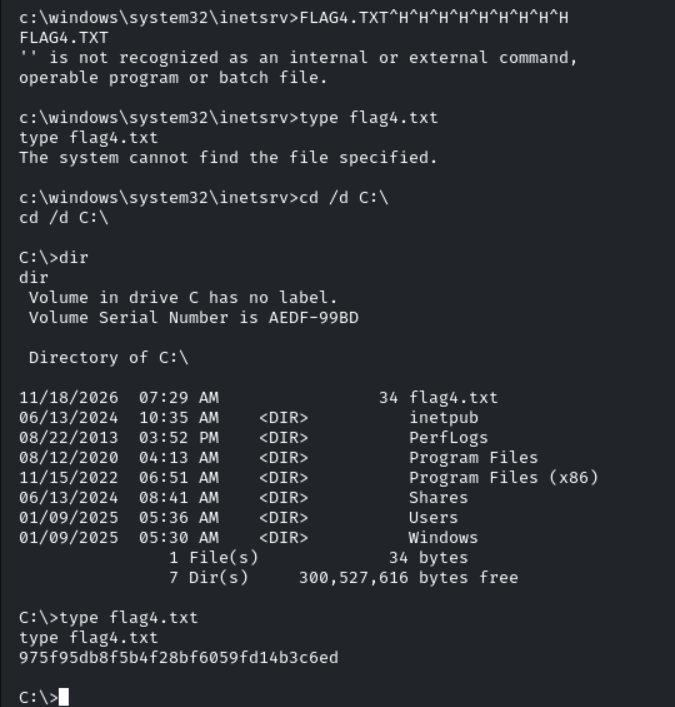 c:\windows\system32\inetsrv>FLAG4.TXT^H^H^H^H^H^H^H^H^H
FLAG4.TXT
'' is not recognized as an internal or external command,
operable program or batch file.
c:\windows\system32\inetsrv>type flag4.txt
type flag4.txt
The system cannot find the file specified.
c:\windows\system32\inetsrv>cd /d C:\
cd /d C:\
C:\>dir
dir
 Volume in drive C has no label.
 Volume Serial Number is AEDF-99BD
 Directory of C:\
11/18/2026  07:29 AM                34 flag4.txt
06/13/2024  10:35 AM    <DIR>          inetpub
08/22/2013  03:52 PM    <DIR>          PerfLogs
08/12/2020  04:13 AM    <DIR>          Program Files
11/15/2022  06:51 AM    <DIR>          Program Files (x86)
06/13/2024  08:41 AM    <DIR>          Shares
01/09/2025  05:36 AM    <DIR>          Users
01/09/2025  05:30 AM    <DIR>          Windows
               1 File(s)             34 bytes
               7 Dir(s)     300,527,616 bytes free
C:\>type flag4.txt
type flag4.txt
975f95db8f5b4f28bf6059fd14b3c6ed
C:\>